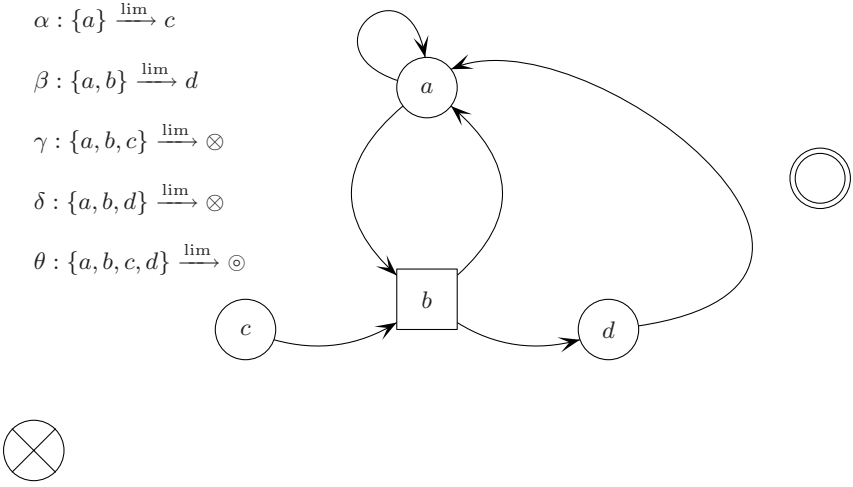 α : {a} lim⟶ c
β : {a, b} lim⟶ d
γ : {a, b, c} lim⟶ ⊗
δ : {a, b, d} lim⟶ ⊗
θ : {a, b, c, d} lim⟶ ⊚
a
b
c
d